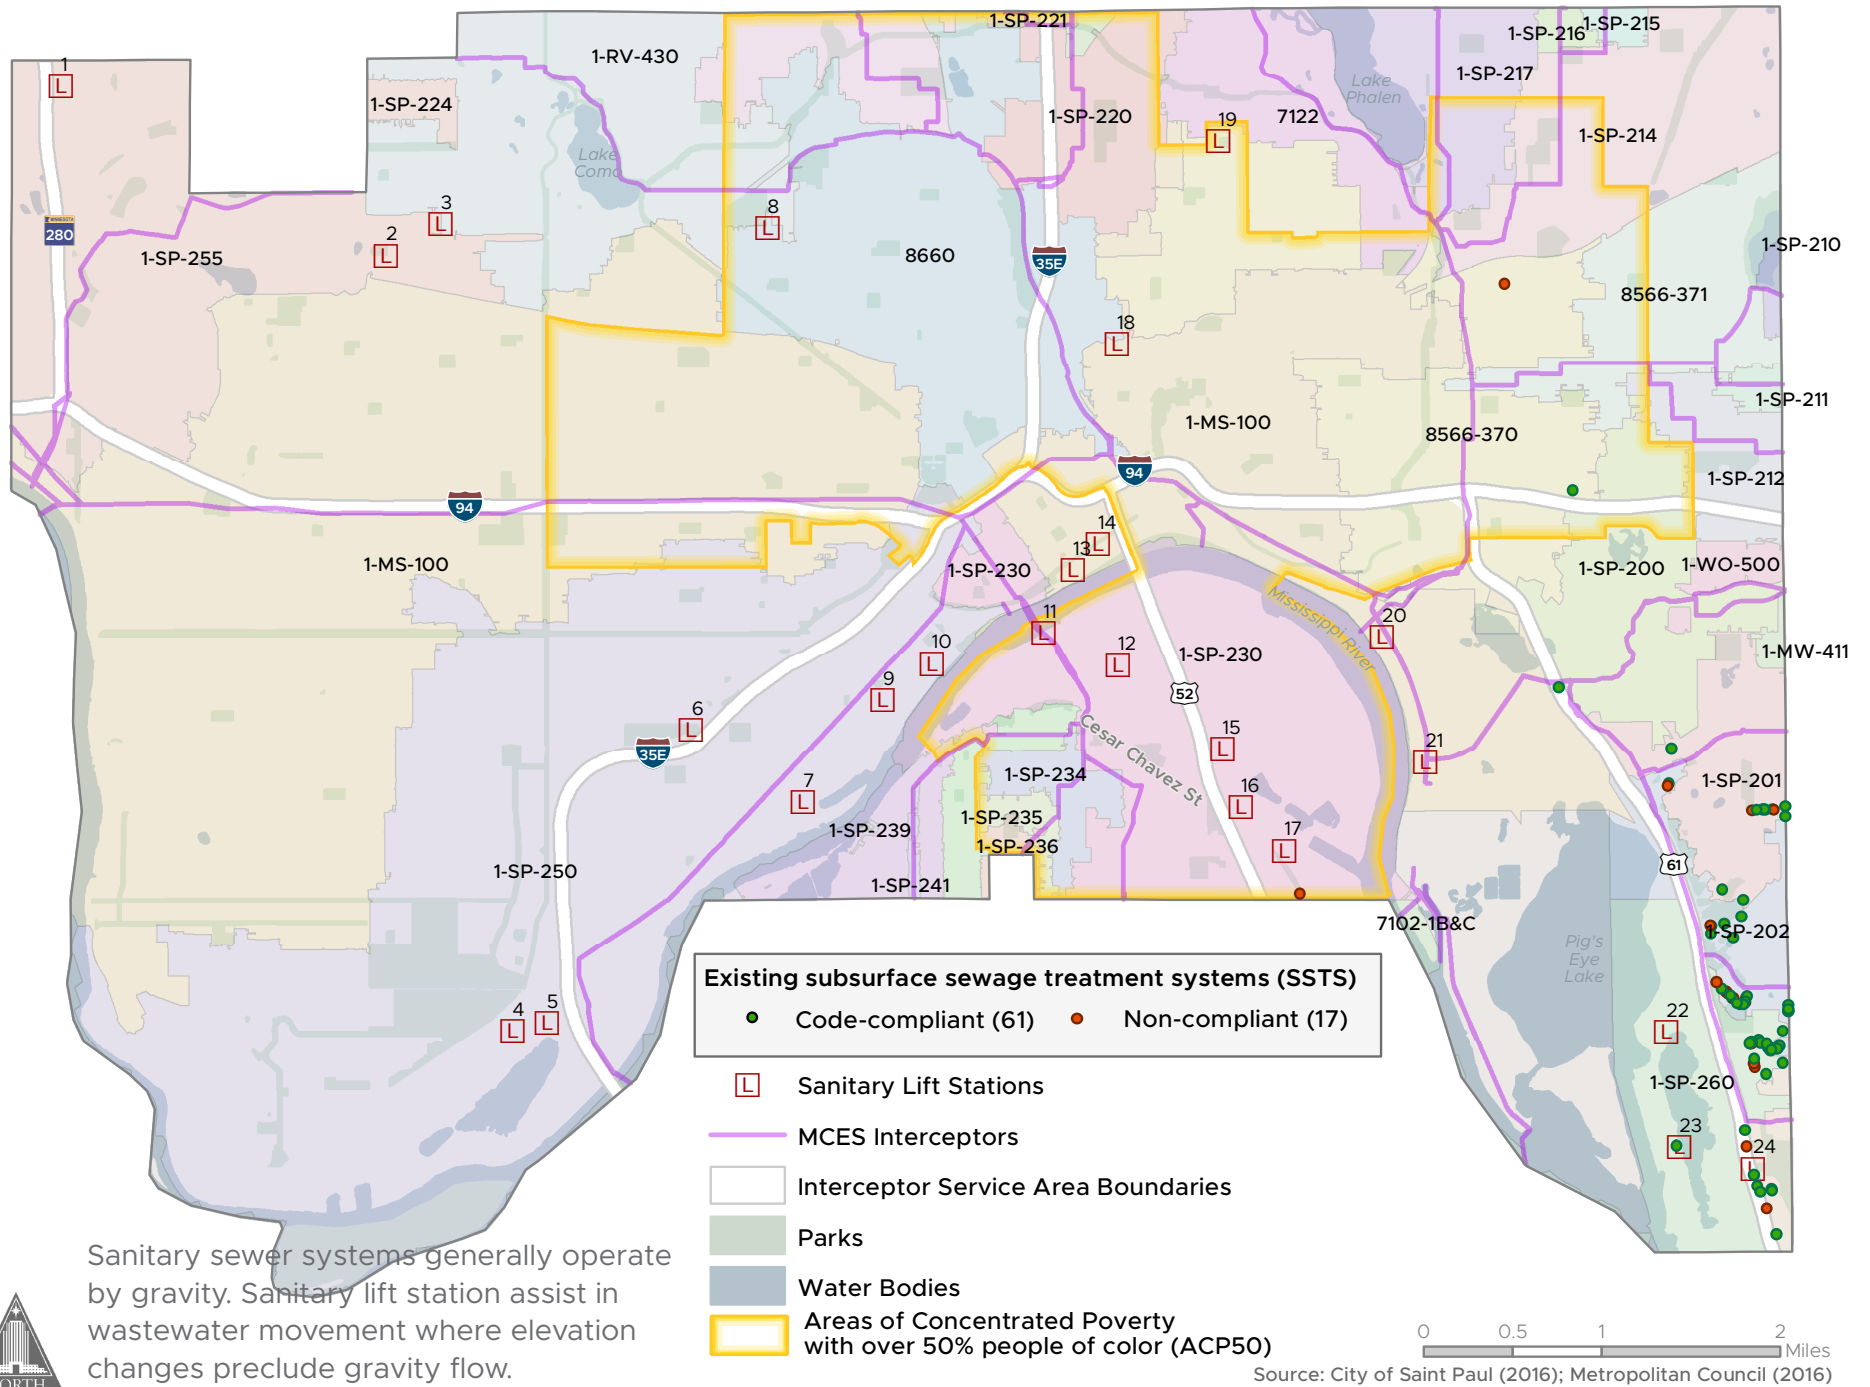 1-SP-221
1-SP-215
1-SP-216
1-RV-430
1-SP-217
1
L
Lake
Phalen
1-SP-224
1-SP-220
7122
19
L
1-SP-214
Lake
Como
3
L
8
L
MINNESOTA
280
2
L
1-SP-255
8660
35E
1-SP-210
8566-371
18
L
1-SP-211
1-MS-100
8566-370
94
1-SP-212
94
14
L
13
L
1-MS-100
1-SP-230
1-SP-200
1-WO-500
Mississippi River
11
L
20
L
10
L
12
L
1-SP-230
1-MW-411
9
L
52
6
L
35E
Cesar Chavez St
15
L
21
L
1-SP-234
1-SP-201
7
L
16
L
1-SP-239
1-SP-235
17
L
1-SP-236
61
1-SP-250
1-SP-241
7102-1B&C
1-SP-202
Pig's
Eye
Lake
4
L
5
L
22
L
1-SP-260
23
L
24
L
Existing subsurface sewage treatment systems (SSTS)
Code-compliant (61)
Non-compliant (17)
L
Sanitary Lift Stations
MCES Interceptors
Interceptor Service Area Boundaries
Parks
Water Bodies
Areas of Concentrated Poverty
with over 50% people of color (ACP50)
Sanitary sewer systems generally operate
by gravity. Sanitary lift station assist in
wastewater movement where elevation
changes preclude gravity flow.
0 0.5 1 2
Miles
Source: City of Saint Paul (2016); Metropolitan Council (2016)